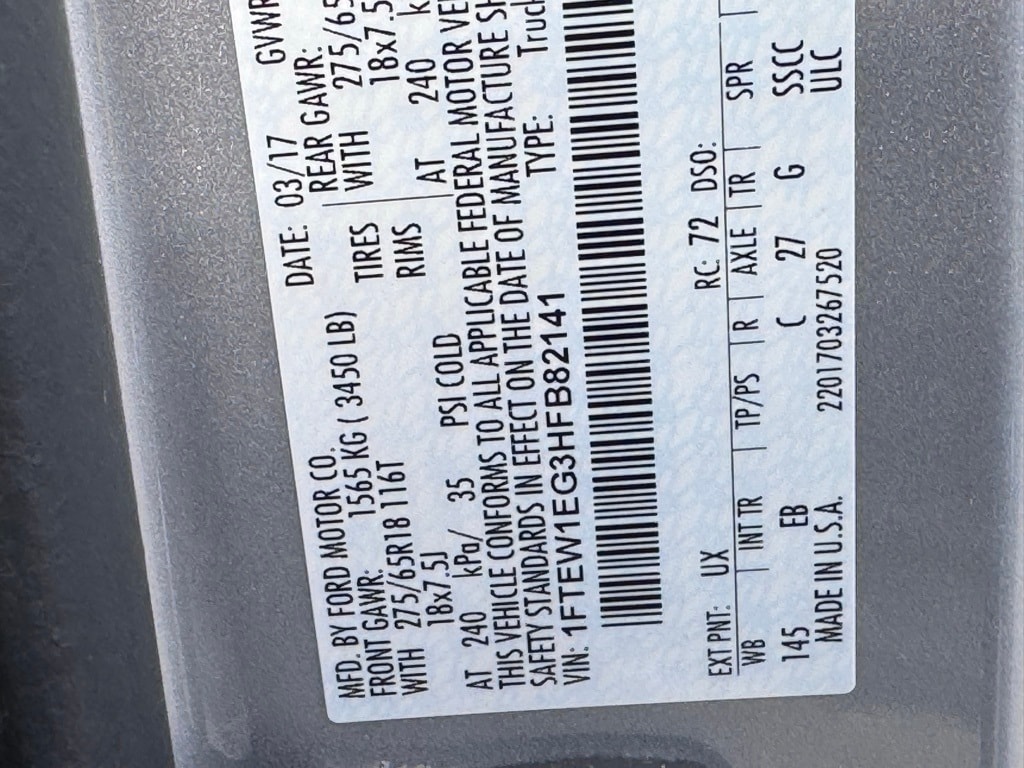 MFD. BY FORD MOTOR CO. DATE: 03/17 GVWR
FRONT GAWR: 1565 KG ( 3450 LB) REAR GAWR:
WITH 275/65R18 116T TIRES WITH 275/65
18x7.5J RIMS 18x7.5
AT 240 kPa/ 35 PSI COLD AT 240 k
THIS VEHICLE CONFORMS TO ALL APPLICABLE FEDERAL MOTOR VE
SAFETY STANDARDS IN EFFECT ON THE DATE OF MANUFACTURE SH
VIN: 1FTEW1EG3HFB82141 TYPE: Truck
EXT PNT: UX RC: 72 DSO:
WB | INT TR | TP/PS | R | AXLE | TR | SPR |
145 EB C 27 G SSCC
MADE IN U.S.A. 2201703267520 ULC